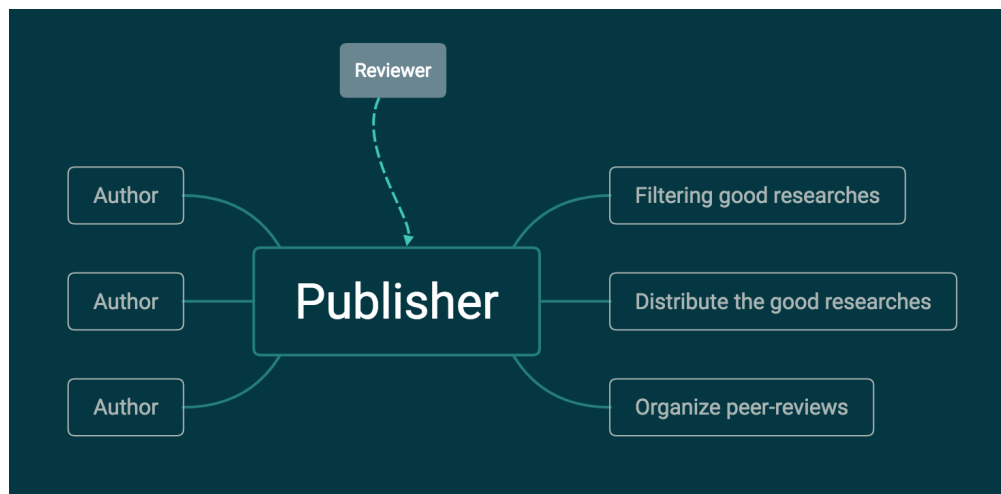 Reviewer
Author
Filtering good researches
Author
Publisher
Distribute the good researches
Author
Organize peer-reviews